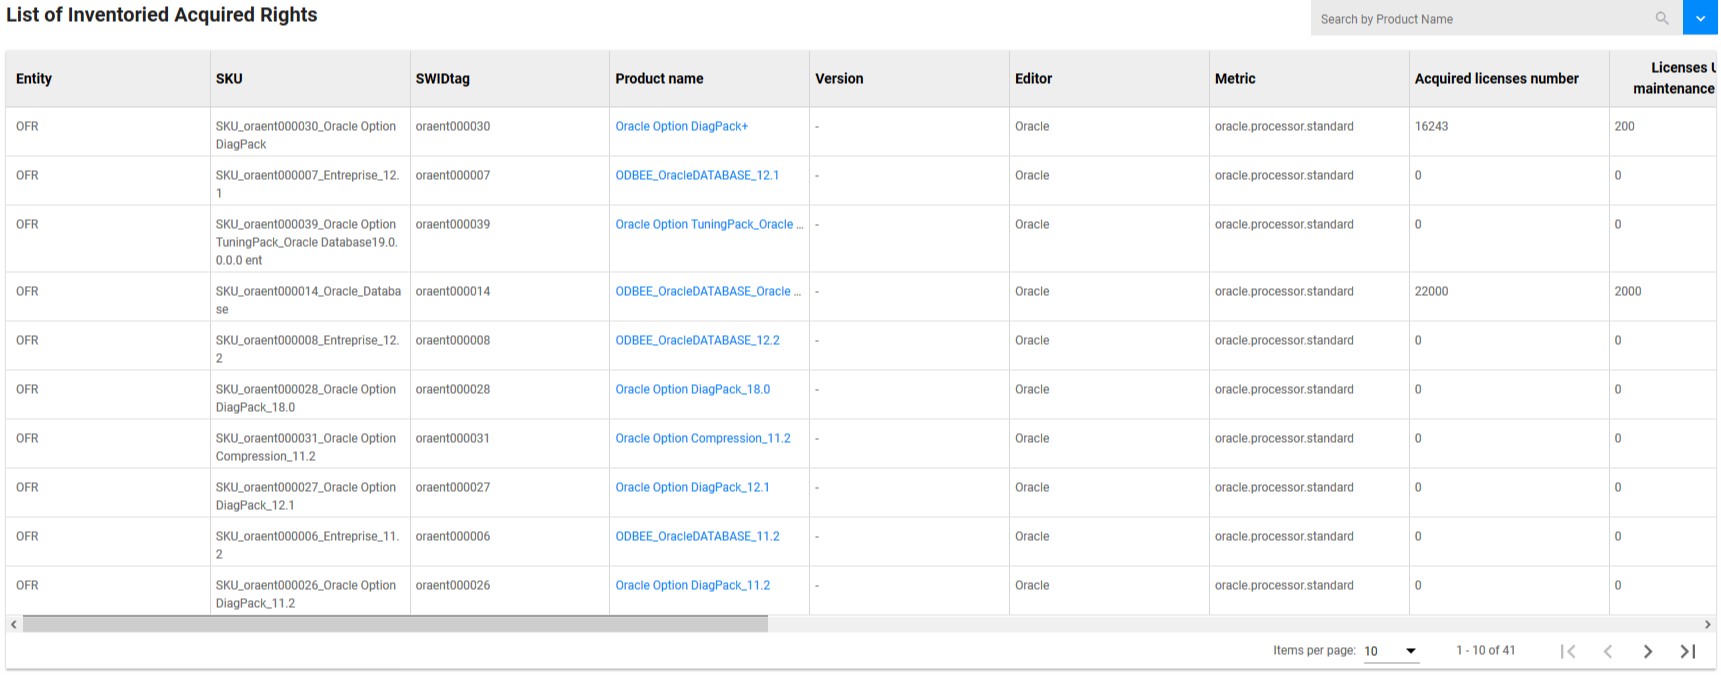 List of Inventoried Acquired Rights
Search by Product Name
Entity SKU SWIDtag Product name Version Editor Metric Acquired licenses number Licenses U
maintenance
OFR SKU_oraent000030_Oracle Option oraent000030 Oracle Option DiagPack+ - Oracle oracle.processor.standard 16243 200
DiagPack
OFR SKU_oraent000007_Entreprise_12. oraent000007 ODBEE_OracleDATABASE_12.1 - Oracle oracle.processor.standard 0 0
1
OFR SKU_oraent000039_Oracle Option oraent000039 Oracle Option TuningPack_Oracle ... - Oracle oracle.processor.standard 0 0
TuningPack_Oracle Database19.0.
0.0.0 ent
OFR SKU_oraent000014_Oracle_Databa oraent000014 ODBEE_OracleDATABASE_Oracle ... - Oracle oracle.processor.standard 22000 2000
se
OFR SKU_oraent000008_Entreprise_12. oraent000008 ODBEE_OracleDATABASE_12.2 - Oracle oracle.processor.standard 0 0
2
OFR SKU_oraent000028_Oracle Option oraent000028 Oracle Option DiagPack_18.0 - Oracle oracle.processor.standard 0 0
DiagPack_18.0
OFR SKU_oraent000031_Oracle Option oraent000031 Oracle Option Compression_11.2 - Oracle oracle.processor.standard 0 0
Compression_11.2
OFR SKU_oraent000027_Oracle Option oraent000027 Oracle Option DiagPack_12.1 - Oracle oracle.processor.standard 0 0
DiagPack_12.1
OFR SKU_oraent000006_Entreprise_11. oraent000006 ODBEE_OracleDATABASE_11.2 - Oracle oracle.processor.standard 0 0
2
OFR SKU_oraent000026_Oracle Option oraent000026 Oracle Option DiagPack_11.2 - Oracle oracle.processor.standard 0 0
DiagPack_11.2
Items per page: 10 1 - 10 of 41